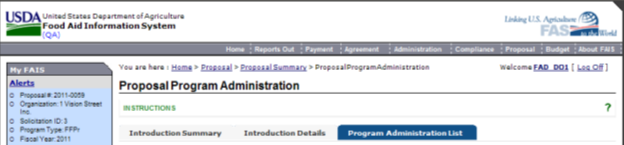 USDA United States Department of Agriculture
Food Aid Information System
(QA)
Linking U.S. Agriculture
FAS to the World
Home Reports Out Payment Agreement Administration Compliance Proposal Budget About FAIS
My FAIS
You are here : Home > Proposal > Proposal Summary > ProposalProgramAdministration
Welcome FAD_DO1 [ Log Off ]
Alerts
Proposal #: 2011-0059
Organization: 1 Vision Street Inc.
Solicitation ID: 3
Program Type: FFPr
Fiscal Year: 2011
Proposal Program Administration
INSTRUCTIONS ?
Introduction Summary Introduction Details Program Administration List